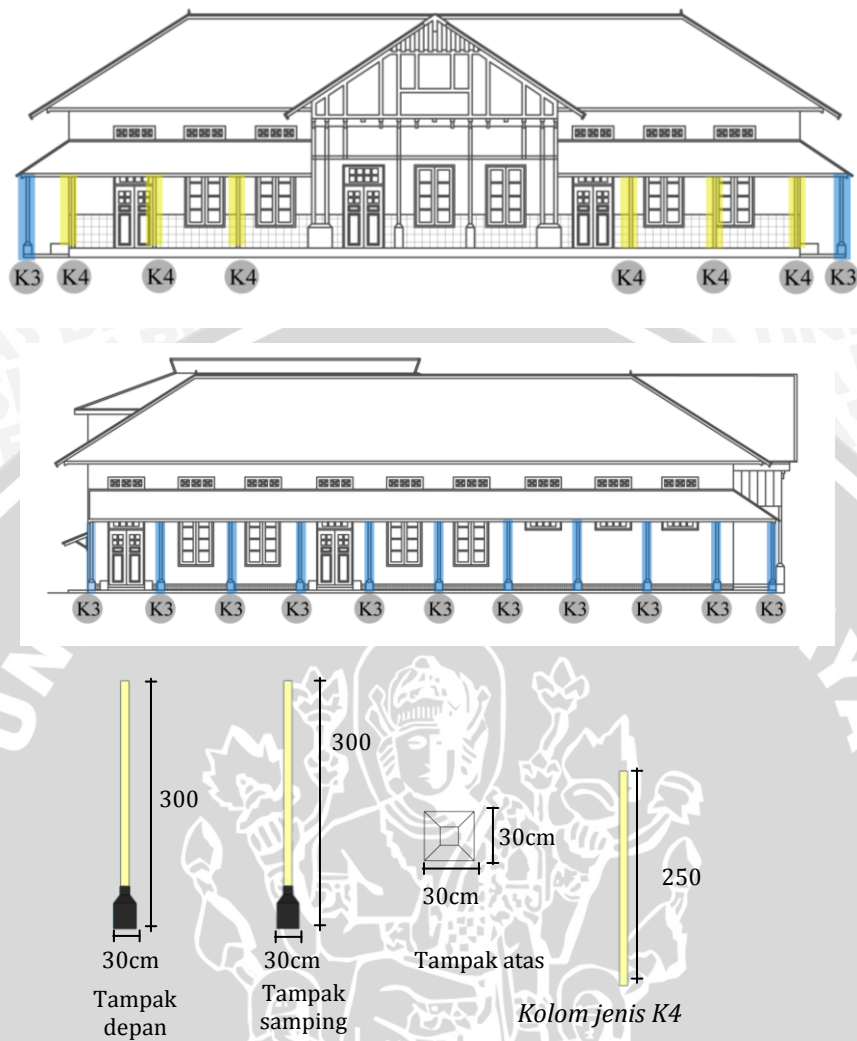 K3 K4 K4 K4 K4 K4 K4 K3
K3 K3 K3 K3 K3 K3 K3 K3 K3 K3 K3
300
300
30cm
250
30cm
30cm
30cm
Tampak atas
Tampak depan
Tampak samping
Kolom jenis K4